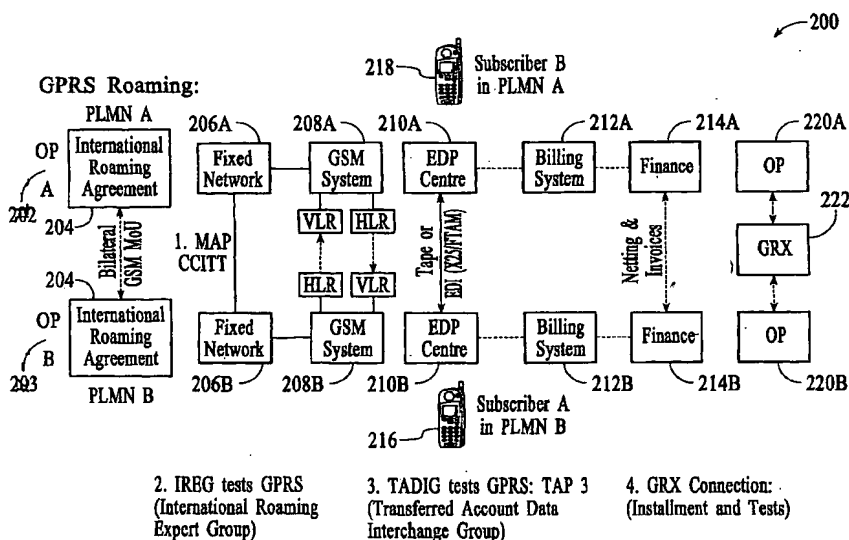 200
218
Subscriber B
in PLMN A
GPRS Roaming:
PLMN A
206A
208A
210A
212A
214A
220A
OP
A
202
International
Roaming
Agreement
Fixed
Network
GSM
System
EDP
Centre
Billing
System
Finance
OP
204
VLR
HLR
222
Bilateral
GSM MoU
1. MAP
CCITT
Tape or
EDI (X25/FTAM)
Netting &
Invoices
GRX
204
HLR
VLR
OP
B
203
International
Roaming
Agreement
Fixed
Network
GSM
System
EDP
Centre
Billing
System
Finance
OP
PLMN B
206B
208B
210B
212B
214B
220B
216
Subscriber A
in PLMN B
2. IREG tests GPRS
(International Roaming
Expert Group)
3. TADIG tests GPRS: TAP 3
(Transferred Account Data
Interchange Group)
4. GRX Connection:
(Installment and Tests)